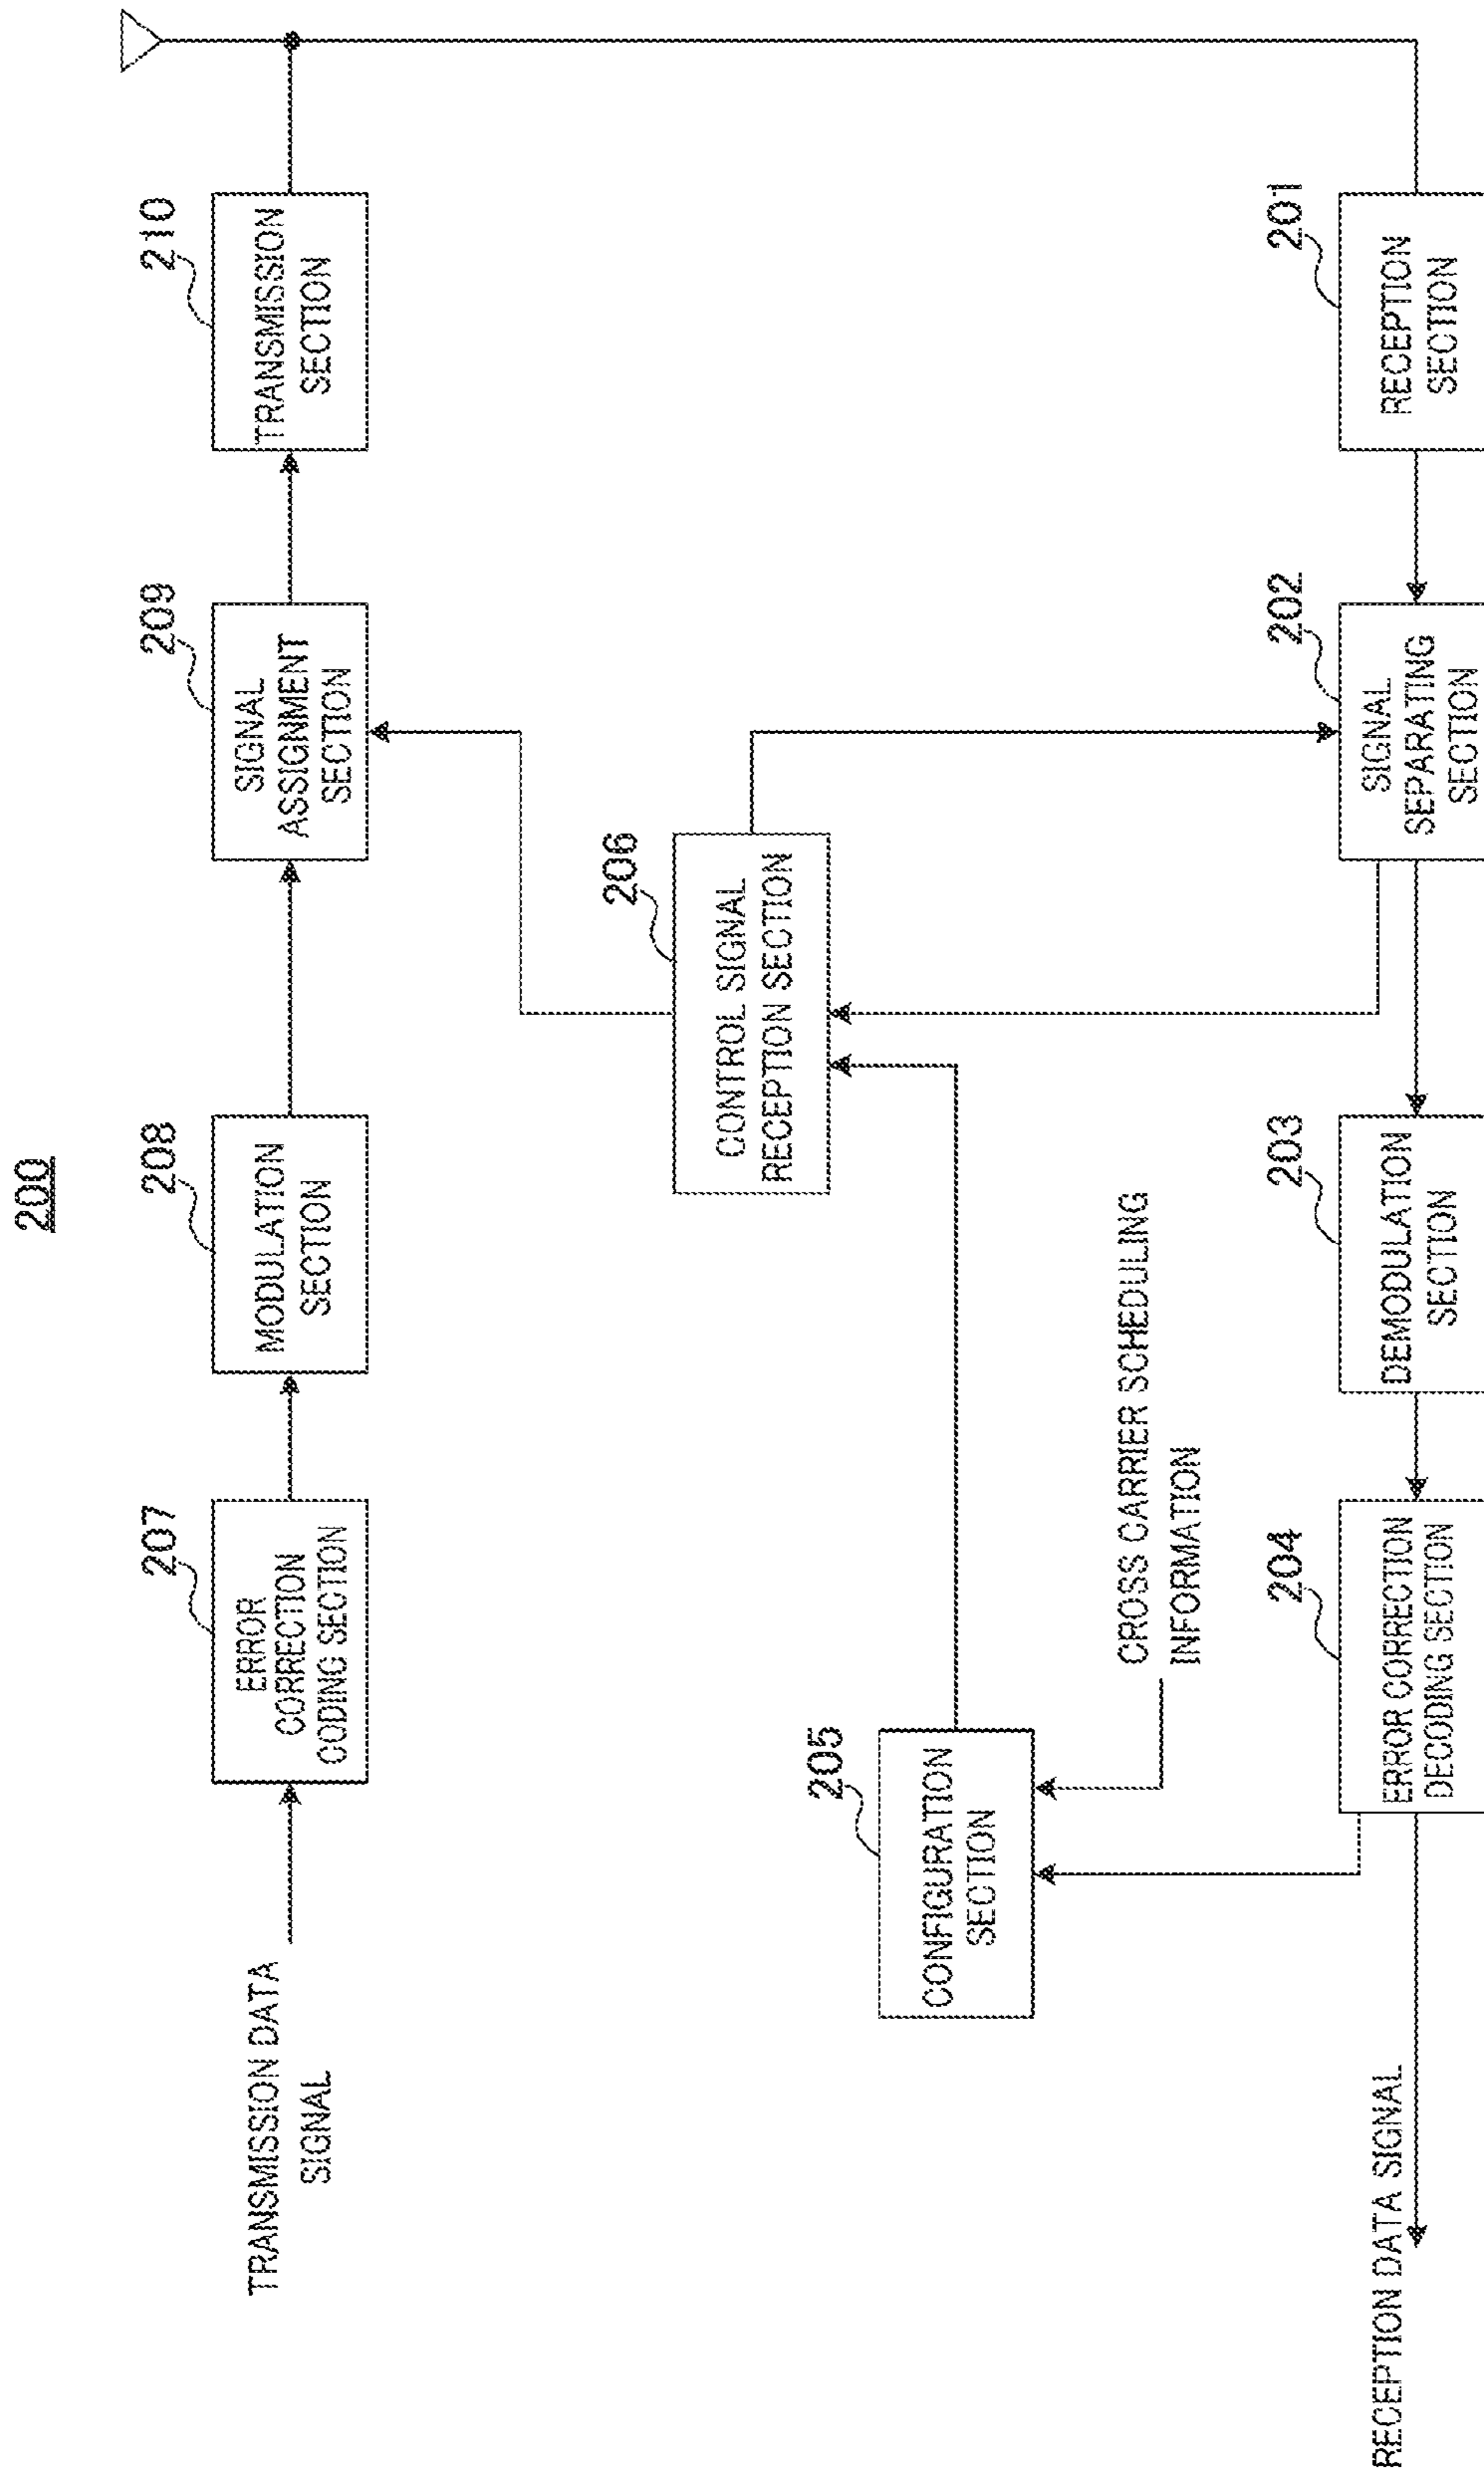 200
TRANSMISSION DATA
SIGNAL
207
ERROR
CORRECTION
CODING SECTION
208
MODULATION
SECTION
209
SIGNAL
ASSIGNMENT
SECTION
210
TRANSMISSION
SECTION
206
CONTROL SIGNAL
RECEPTION SECTION
205
CONFIGURATION
SECTION
CROSS CARRIER SCHEDULING
INFORMATION
RECEPTION DATA SIGNAL
204
ERROR CORRECTION
DECODING SECTION
203
DEMODULATION
SECTION
202
SIGNAL
SEPARATING
SECTION
201
RECEPTION
SECTION